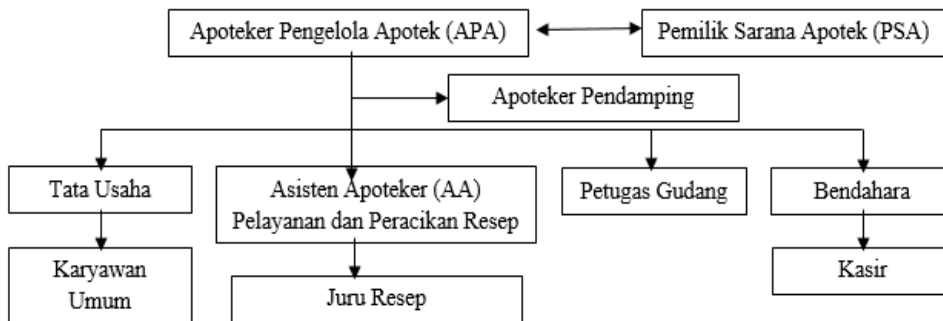 Apoteker Pengelola Apotek (APA)
Pemilik Sarana Apotek (PSA)
Apoteker Pendamping
Tata Usaha
Asisten Apoteker (AA)
Pelayanan dan Peracikan Resep
Petugas Gudang
Bendahara
Karyawan
Umum
Juru Resep
Kasir